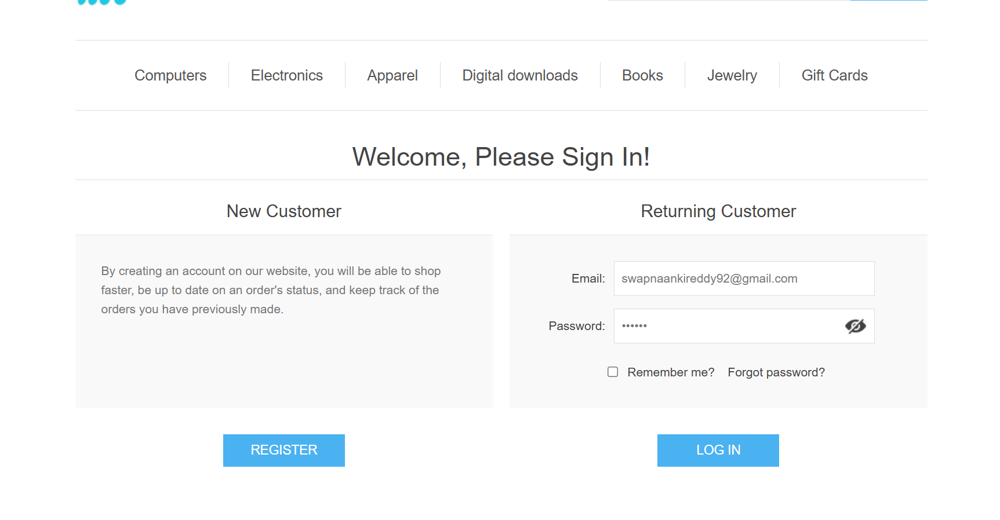 Computers
Electronics
Apparel
Digital downloads
Books
Jewelry
Gift Cards
Welcome, Please Sign In!
New Customer
By creating an account on our website, you will be able to shop
faster, be up to date on an order's status, and keep track of the
orders you have previously made.
REGISTER
Returning Customer
Email: swapnaankireddy92@gmail.com
Password: ••••••
Remember me? Forgot password?
LOG IN